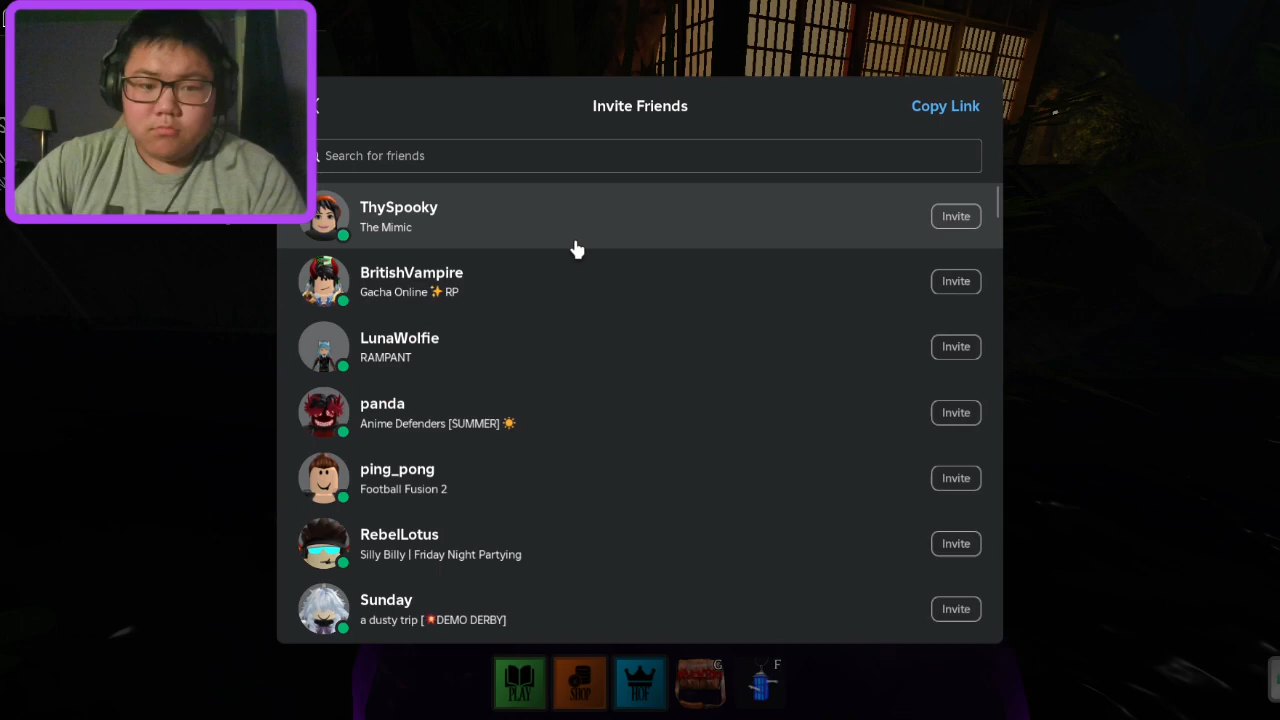 Invite Friends
Copy Link
Search for friends
ThySpooky
The Mimic
Invite
BritishVampire
Gacha Online ✨ RP
Invite
LunaWolfie
RAMPANT
Invite
panda
Anime Defenders [SUMMER] ☀️
Invite
ping_pong
Football Fusion 2
Invite
RebelLotus
Silly Billy | Friday Night Partying
Invite
Sunday
a dusty trip [💥DEMO DERBY]
Invite
PLAY
SHOP
HOF
G
F